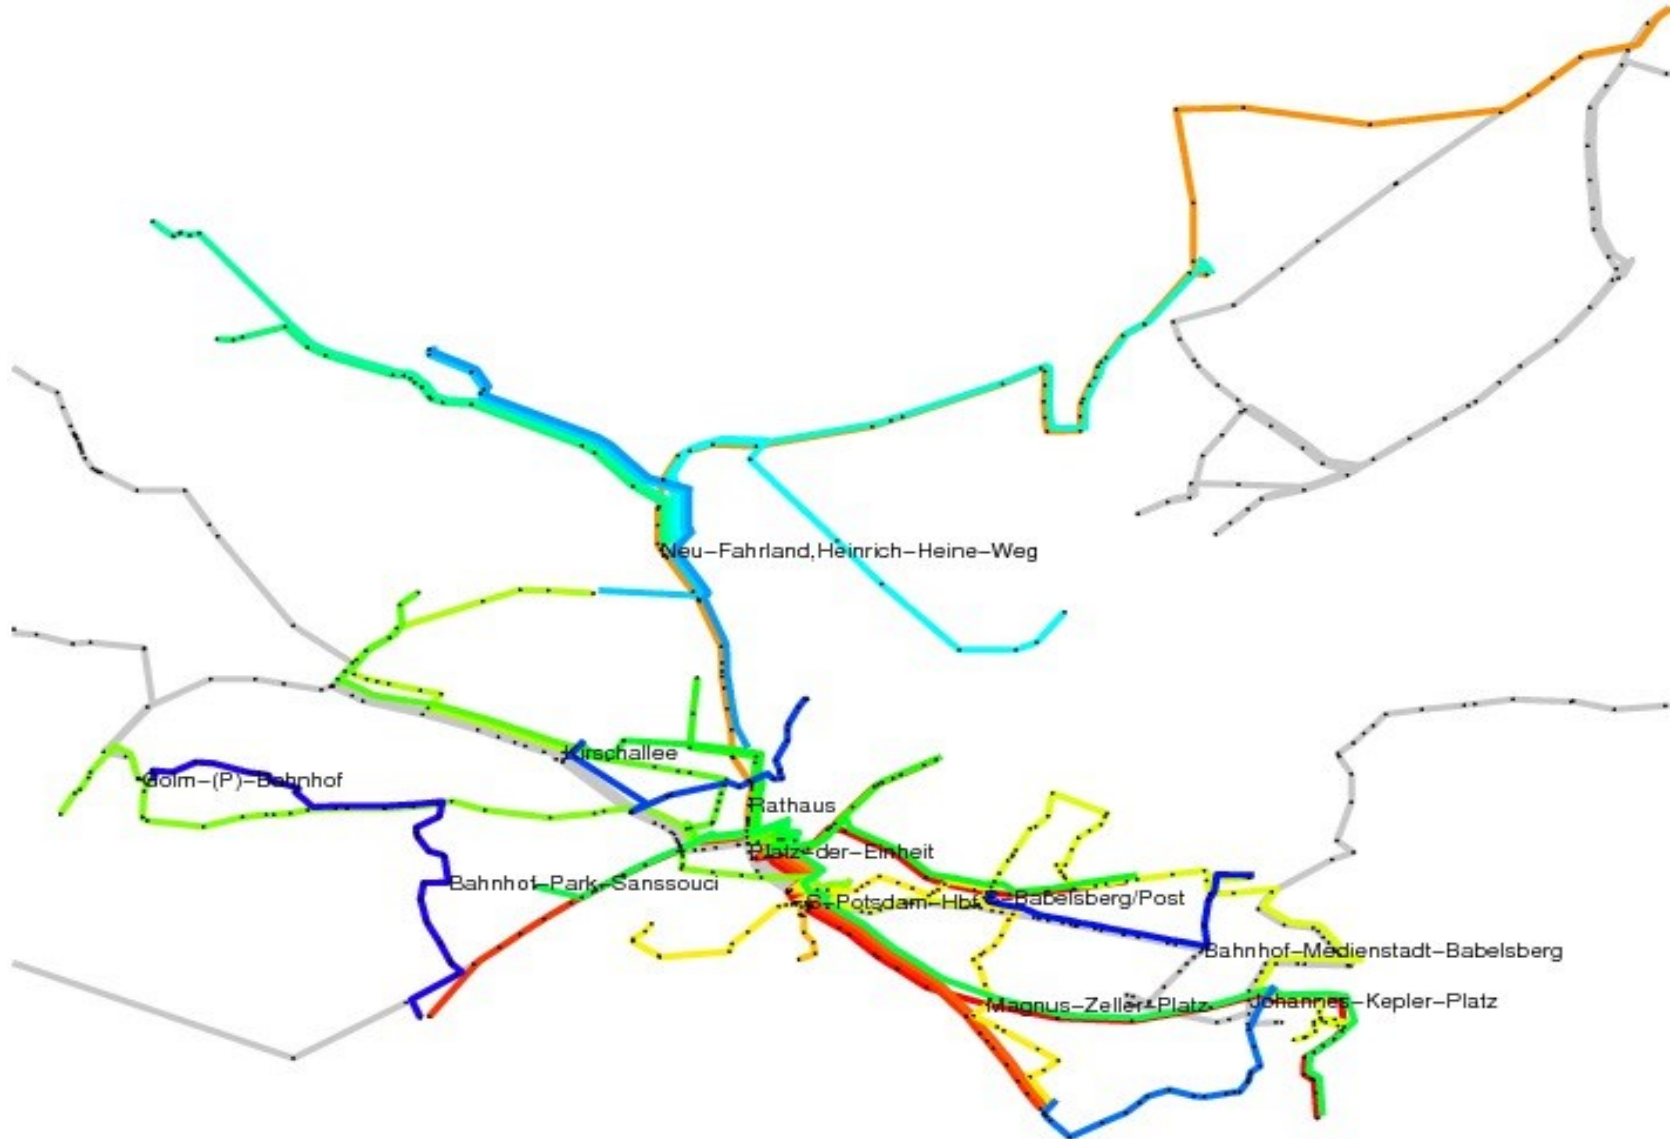 Neu-Fahrland,Heinrich-Heine-Weg
Kirschallee
Golm-(P)-Bahnhof
Rathaus
Platz-der-Einheit
Bahnhof-Park-Sanssouci
S-Potsdam-Hbf
S-Babelsberg/Post
Bahnhof-Medienstadt-Babelsberg
Magnus-Zeller-Platz
Johannes-Kepler-Platz